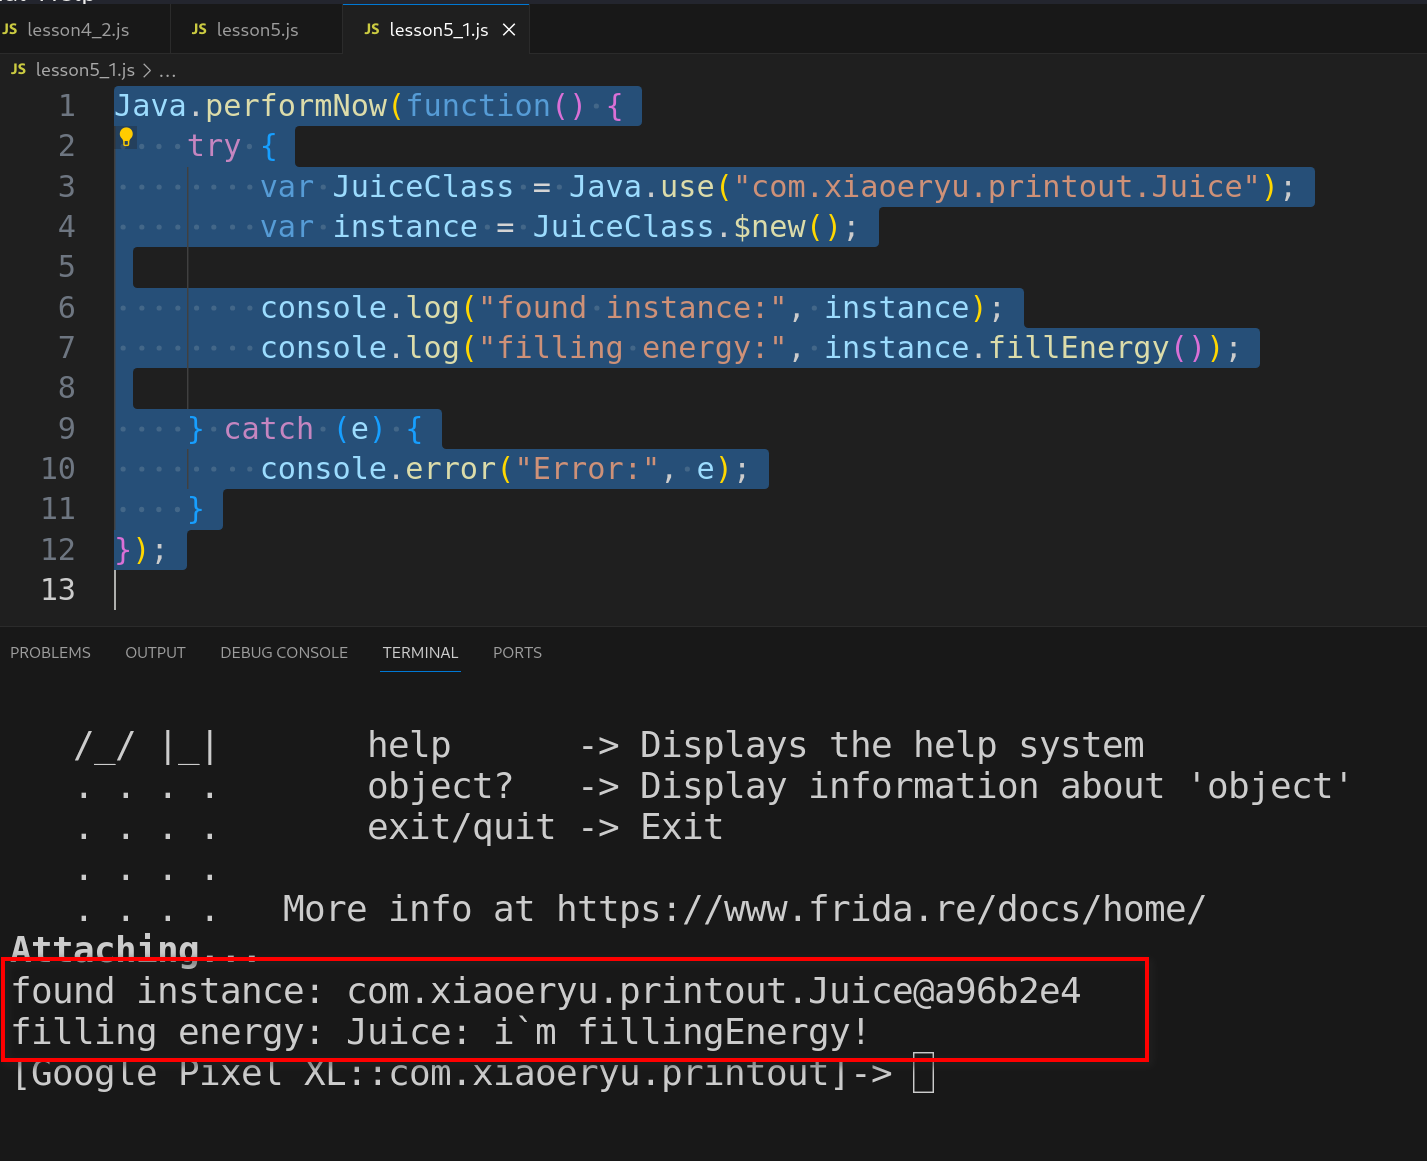 JS lesson4_2.js JS lesson5.js JS lesson5_1.js
JS lesson5_1.js > ...
1 Java.performNow(function() {
2     try {
3         var JuiceClass = Java.use("com.xiaoeryu.printout.Juice");
4         var instance = JuiceClass.$new();
5
6         console.log("found instance:", instance);
7         console.log("filling energy:", instance.fillEnergy());
8
9     } catch (e) {
10         console.error("Error:", e);
11     }
12 });
13
PROBLEMS OUTPUT DEBUG CONSOLE TERMINAL PORTS
/_/ |_| help -> Displays the help system
. . . . object? -> Display information about 'object'
. . . . exit/quit -> Exit
. . . .
. . . . More info at https://www.frida.re/docs/home/
Attaching...
found instance: com.xiaoeryu.printout.Juice@a96b2e4
filling energy: Juice: i`m fillingEnergy!
[Google Pixel XL::com.xiaoeryu.printout]->